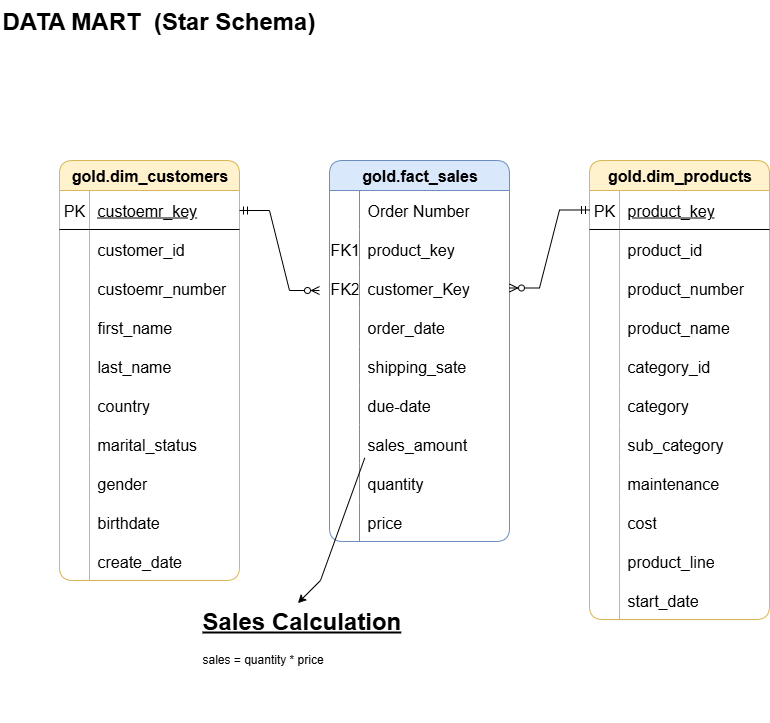 DATA MART (Star Schema)
gold.dim_customers
PK custoemr_key
customer_id
custoemr_number
first_name
last_name
country
marital_status
gender
birthdate
create_date
gold.fact_sales
Order Number
FK1 product_key
FK2 customer_Key
order_date
shipping_sate
due-date
sales_amount
quantity
price
gold.dim_products
PK product_key
product_id
product_number
product_name
category_id
category
sub_category
maintenance
cost
product_line
start_date
Sales Calculation
sales = quantity * price